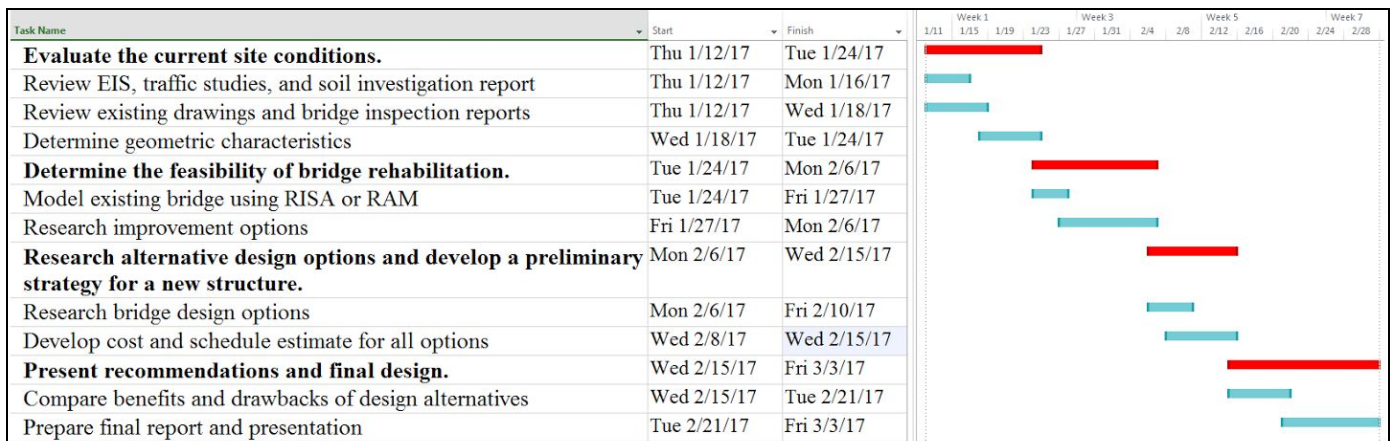 Week 1 Week 3 Week 5 Week 7
Task Name Start Finish 1/11 1/15 1/19 1/23 1/27 1/31 2/4 2/8 2/12 2/16 2/20 2/24 2/28
Evaluate the current site conditions. Thu 1/12/17 Tue 1/24/17
Review EIS, traffic studies, and soil investigation report Thu 1/12/17 Mon 1/16/17
Review existing drawings and bridge inspection reports Thu 1/12/17 Wed 1/18/17
Determine geometric characteristics Wed 1/18/17 Tue 1/24/17
Determine the feasibility of bridge rehabilitation. Tue 1/24/17 Mon 2/6/17
Model existing bridge using RISA or RAM Tue 1/24/17 Fri 1/27/17
Research improvement options Fri 1/27/17 Mon 2/6/17
Research alternative design options and develop a preliminary Mon 2/6/17 Wed 2/15/17
strategy for a new structure.
Research bridge design options Mon 2/6/17 Fri 2/10/17
Develop cost and schedule estimate for all options Wed 2/8/17 Wed 2/15/17
Present recommendations and final design. Wed 2/15/17 Fri 3/3/17
Compare benefits and drawbacks of design alternatives Wed 2/15/17 Tue 2/21/17
Prepare final report and presentation Tue 2/21/17 Fri 3/3/17